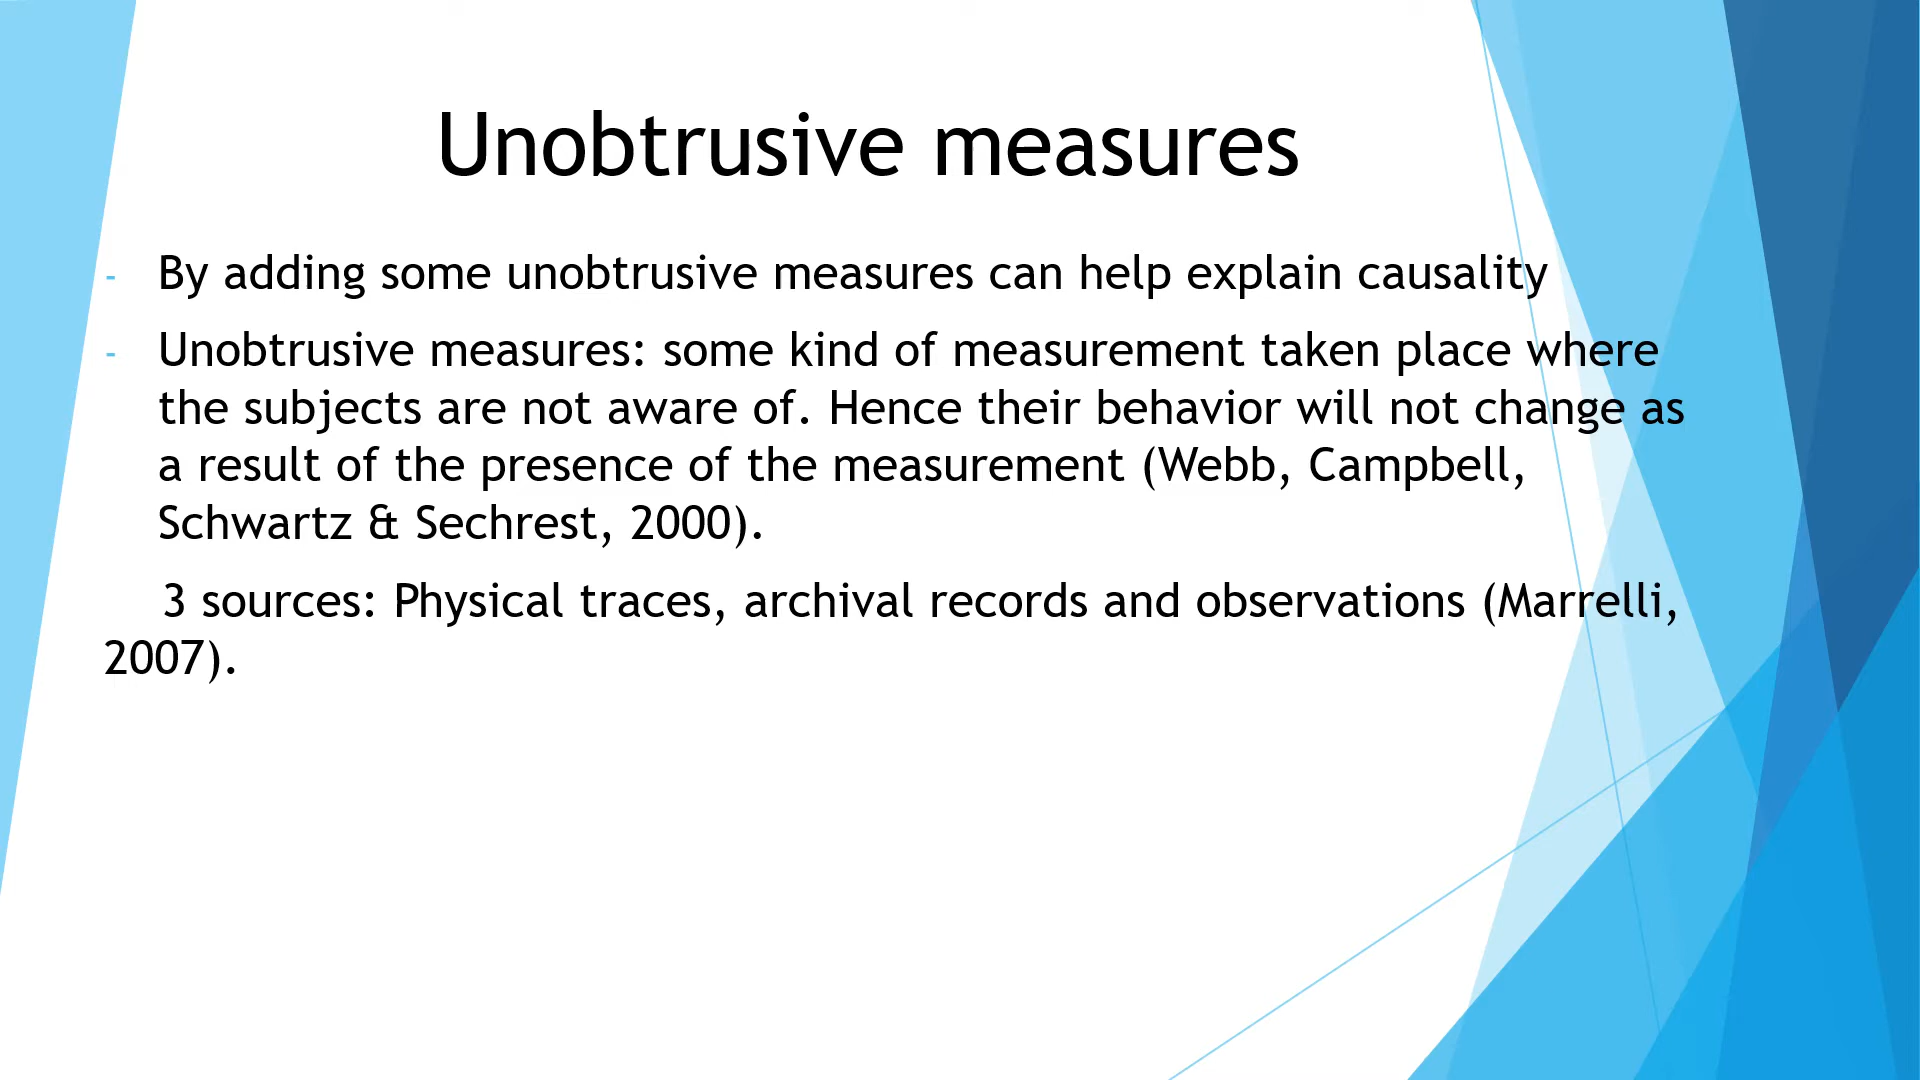 Unobtrusive measures
- By adding some unobtrusive measures can help explain causality
- Unobtrusive measures: some kind of measurement taken place where
the subjects are not aware of. Hence their behavior will not change as
a result of the presence of the measurement (Webb, Campbell,
Schwartz & Sechrest, 2000).
3 sources: Physical traces, archival records and observations (Marrelli,
2007).